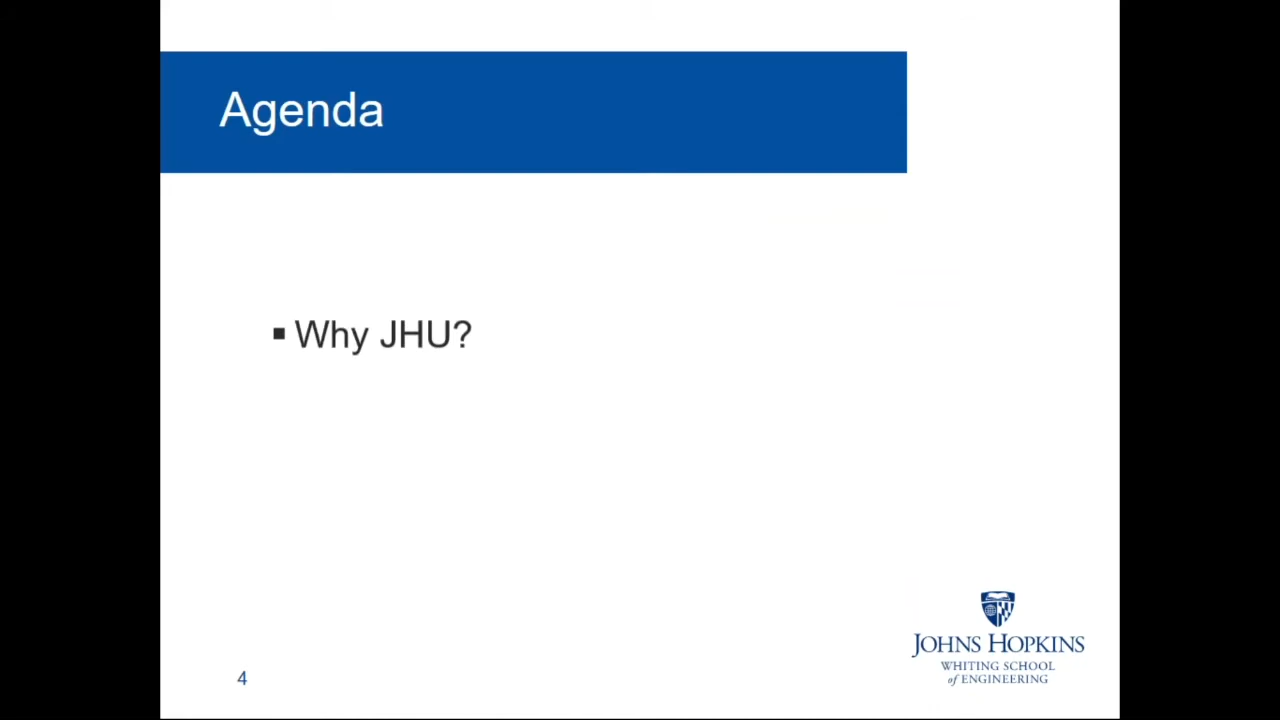 Agenda
▪ Why JHU?
4
JOHNS HOPKINS
WHITING SCHOOL
of ENGINEERING